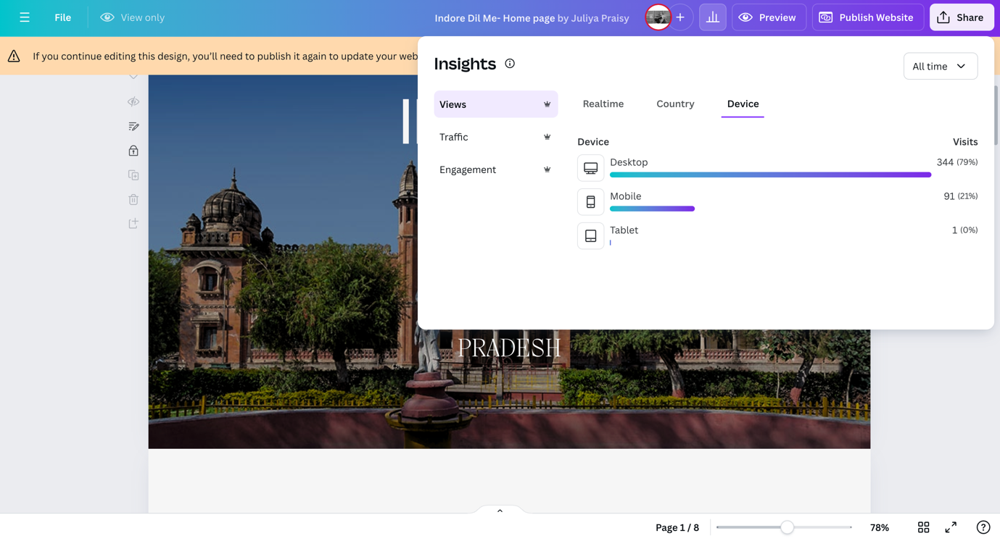 File
View only
Indore Dil Me- Home page by Juliya Praisy
Preview
Publish Website
Share
If you continue editing this design, you’ll need to publish it again to update your web
Insights
All time
Views
Traffic
Engagement
Realtime
Country
Device
Device
Visits
Desktop
344 (79%)
Mobile
91 (21%)
Tablet
1 (0%)
PRADESH
Page 1 / 8
78%